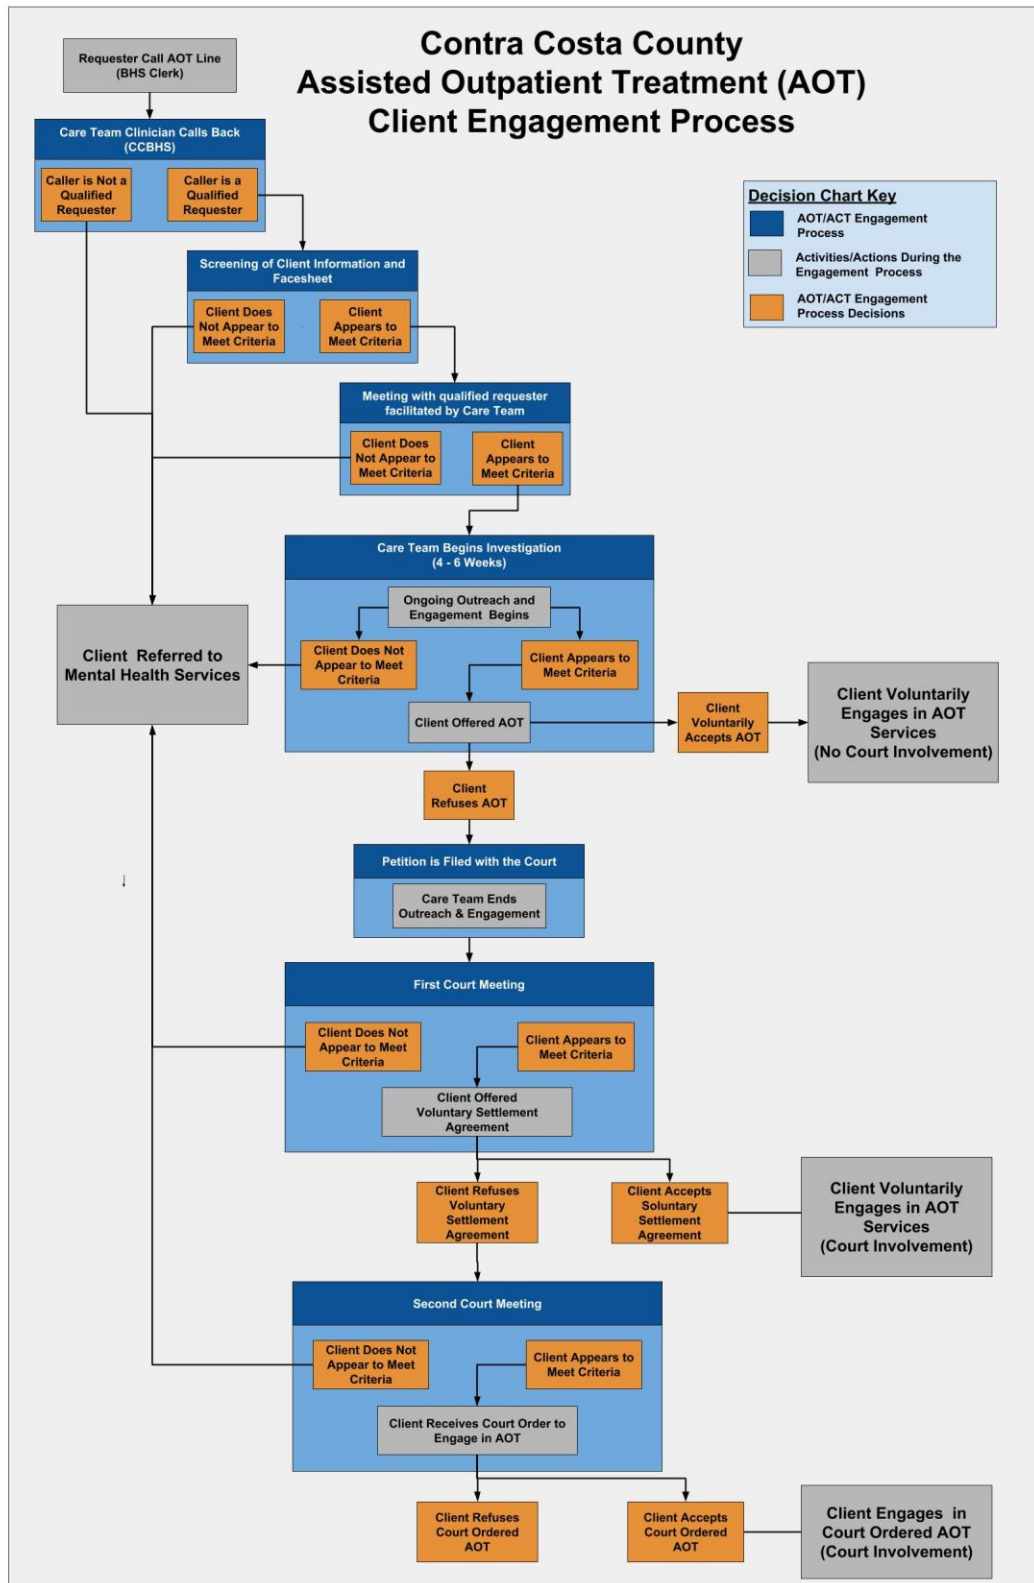 Contra Costa County
Assisted Outpatient Treatment (AOT)
Client Engagement Process
Requester Call AOT Line
(BHS Clerk)
Care Team Clinician Calls Back
(CCBHS)
Caller is Not a
Qualified
Requester
Caller is a
Qualified
Requester
Decision Chart Key
AOT/ACT Engagement
Process
Activities/Actions During the
Engagement Process
AOT/ACT Engagement
Process Decisions
Screening of Client Information and
Facesheet
Client Does
Not Appear to
Meet Criteria
Client
Appears to
Meet Criteria
Meeting with qualified requester
facilitated by Care Team
Client Does
Not Appear to
Meet Criteria
Client
Appears to
Meet Criteria
Care Team Begins Investigation
(4 - 6 Weeks)
Ongoing Outreach and
Engagement Begins
Client Does Not
Appear to Meet
Criteria
Client Appears to
Meet Criteria
Client Referred to
Mental Health Services
Client Offered AOT
Client
Voluntarily
Accepts AOT
Client Voluntarily
Engages in AOT
Services
(No Court Involvement)
Client
Refuses AOT
Petition is Filed with the Court
Care Team Ends
Outreach & Engagement
First Court Meeting
Client Does Not
Appear to Meet
Criteria
Client Appears to
Meet Criteria
Client Offered
Voluntary Settlement
Agreement
Client Refuses
Voluntary
Settlement
Agreement
Client Accepts
Soluntary
Settlement
Agreement
Client Voluntarily
Engages in AOT
Services
(Court Involvement)
Second Court Meeting
Client Does Not
Appear to Meet
Criteria
Client Appears to
Meet Criteria
Client Receives Court Order to
Engage in AOT
Client Refuses
Court Ordered
AOT
Client Accepts
Court Ordered
AOT
Client Engages in
Court Ordered AOT
(Court Involvement)